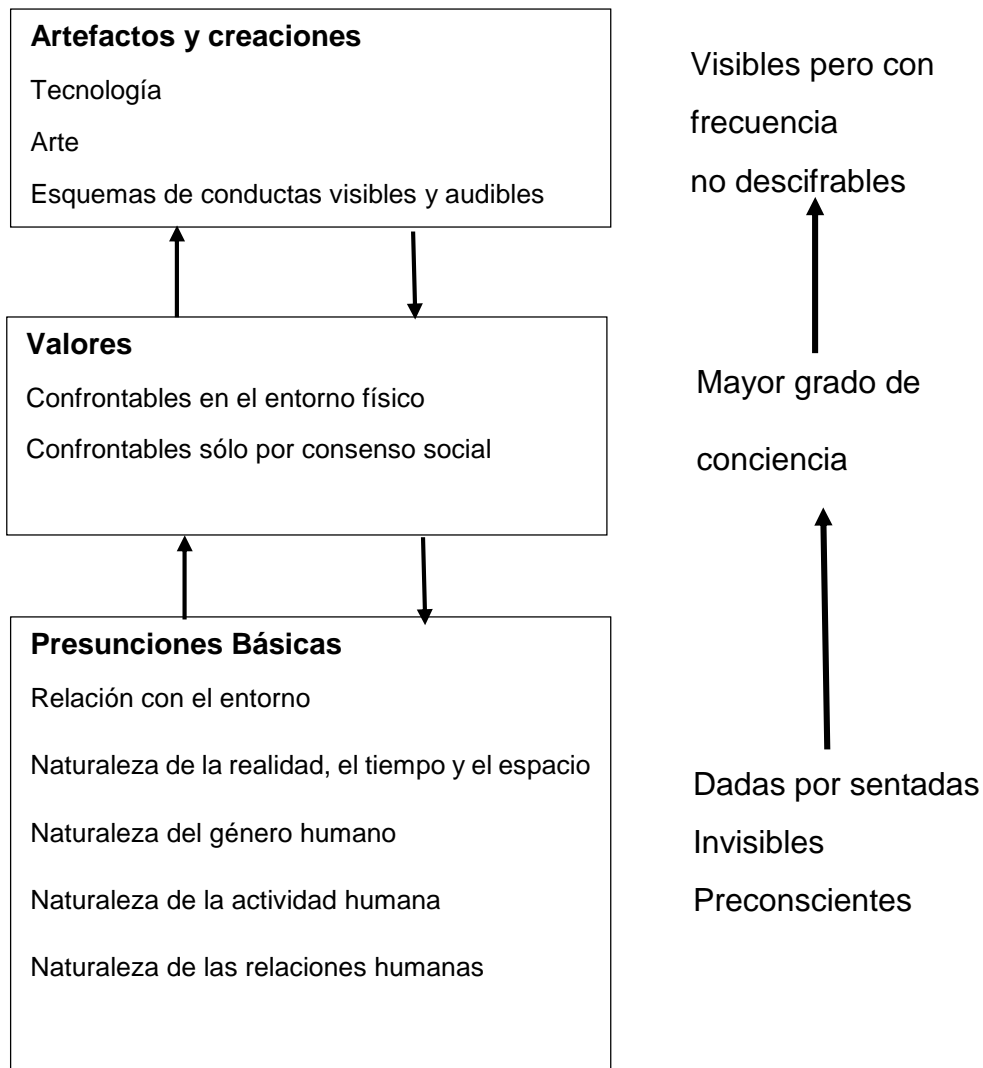 Artefactos y creaciones
Tecnología
Arte
Esquemas de conductas visibles y audibles
Visibles pero con
frecuencia
no descifrables
Valores
Confrontables en el entorno físico
Confrontables sólo por consenso social
Mayor grado de
conciencia
Presunciones Básicas
Relación con el entorno
Naturaleza de la realidad, el tiempo y el espacio
Naturaleza del género humano
Naturaleza de la actividad humana
Naturaleza de las relaciones humanas
Dadas por sentadas
Invisibles
Preconscientes